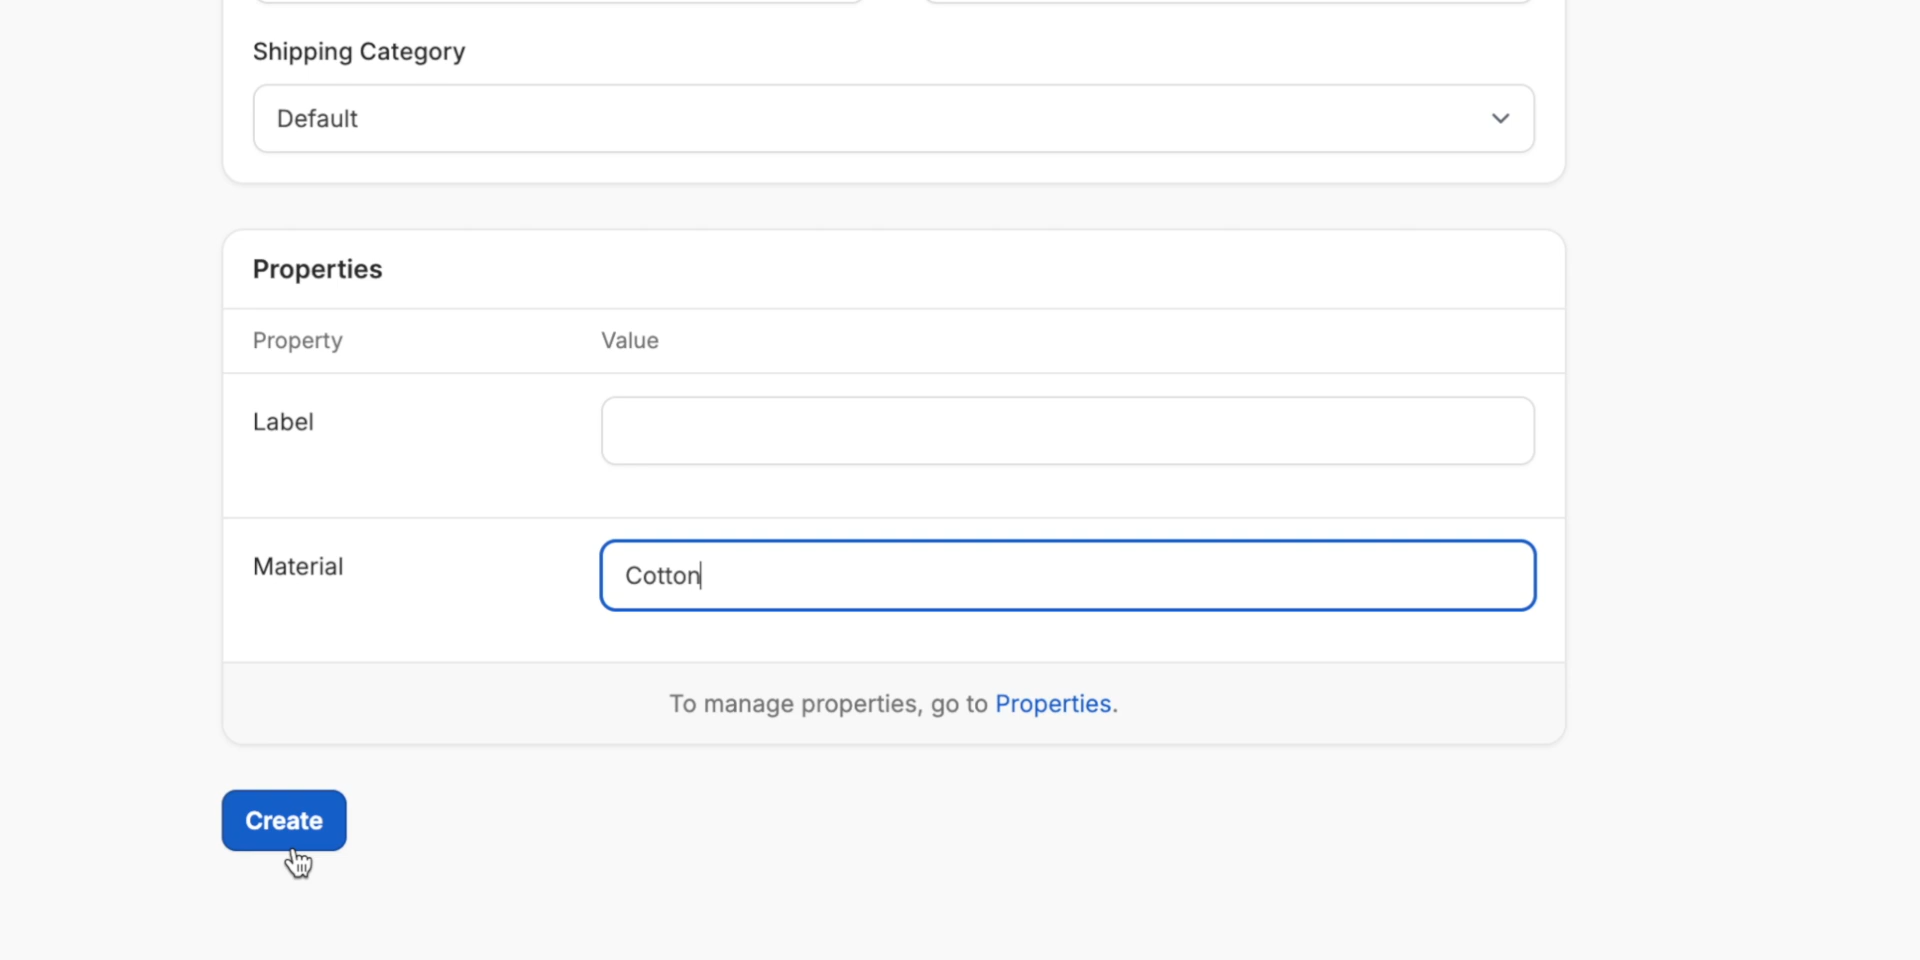 Shipping Category
Default
Properties
Property Value
Label
Material Cotton
To manage properties, go to Properties.
Create